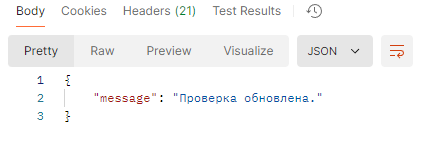 Body Cookies Headers (21) Test Results
Pretty Raw Preview Visualize JSON
1 {
2 "message": "Проверка обновлена."
3 }